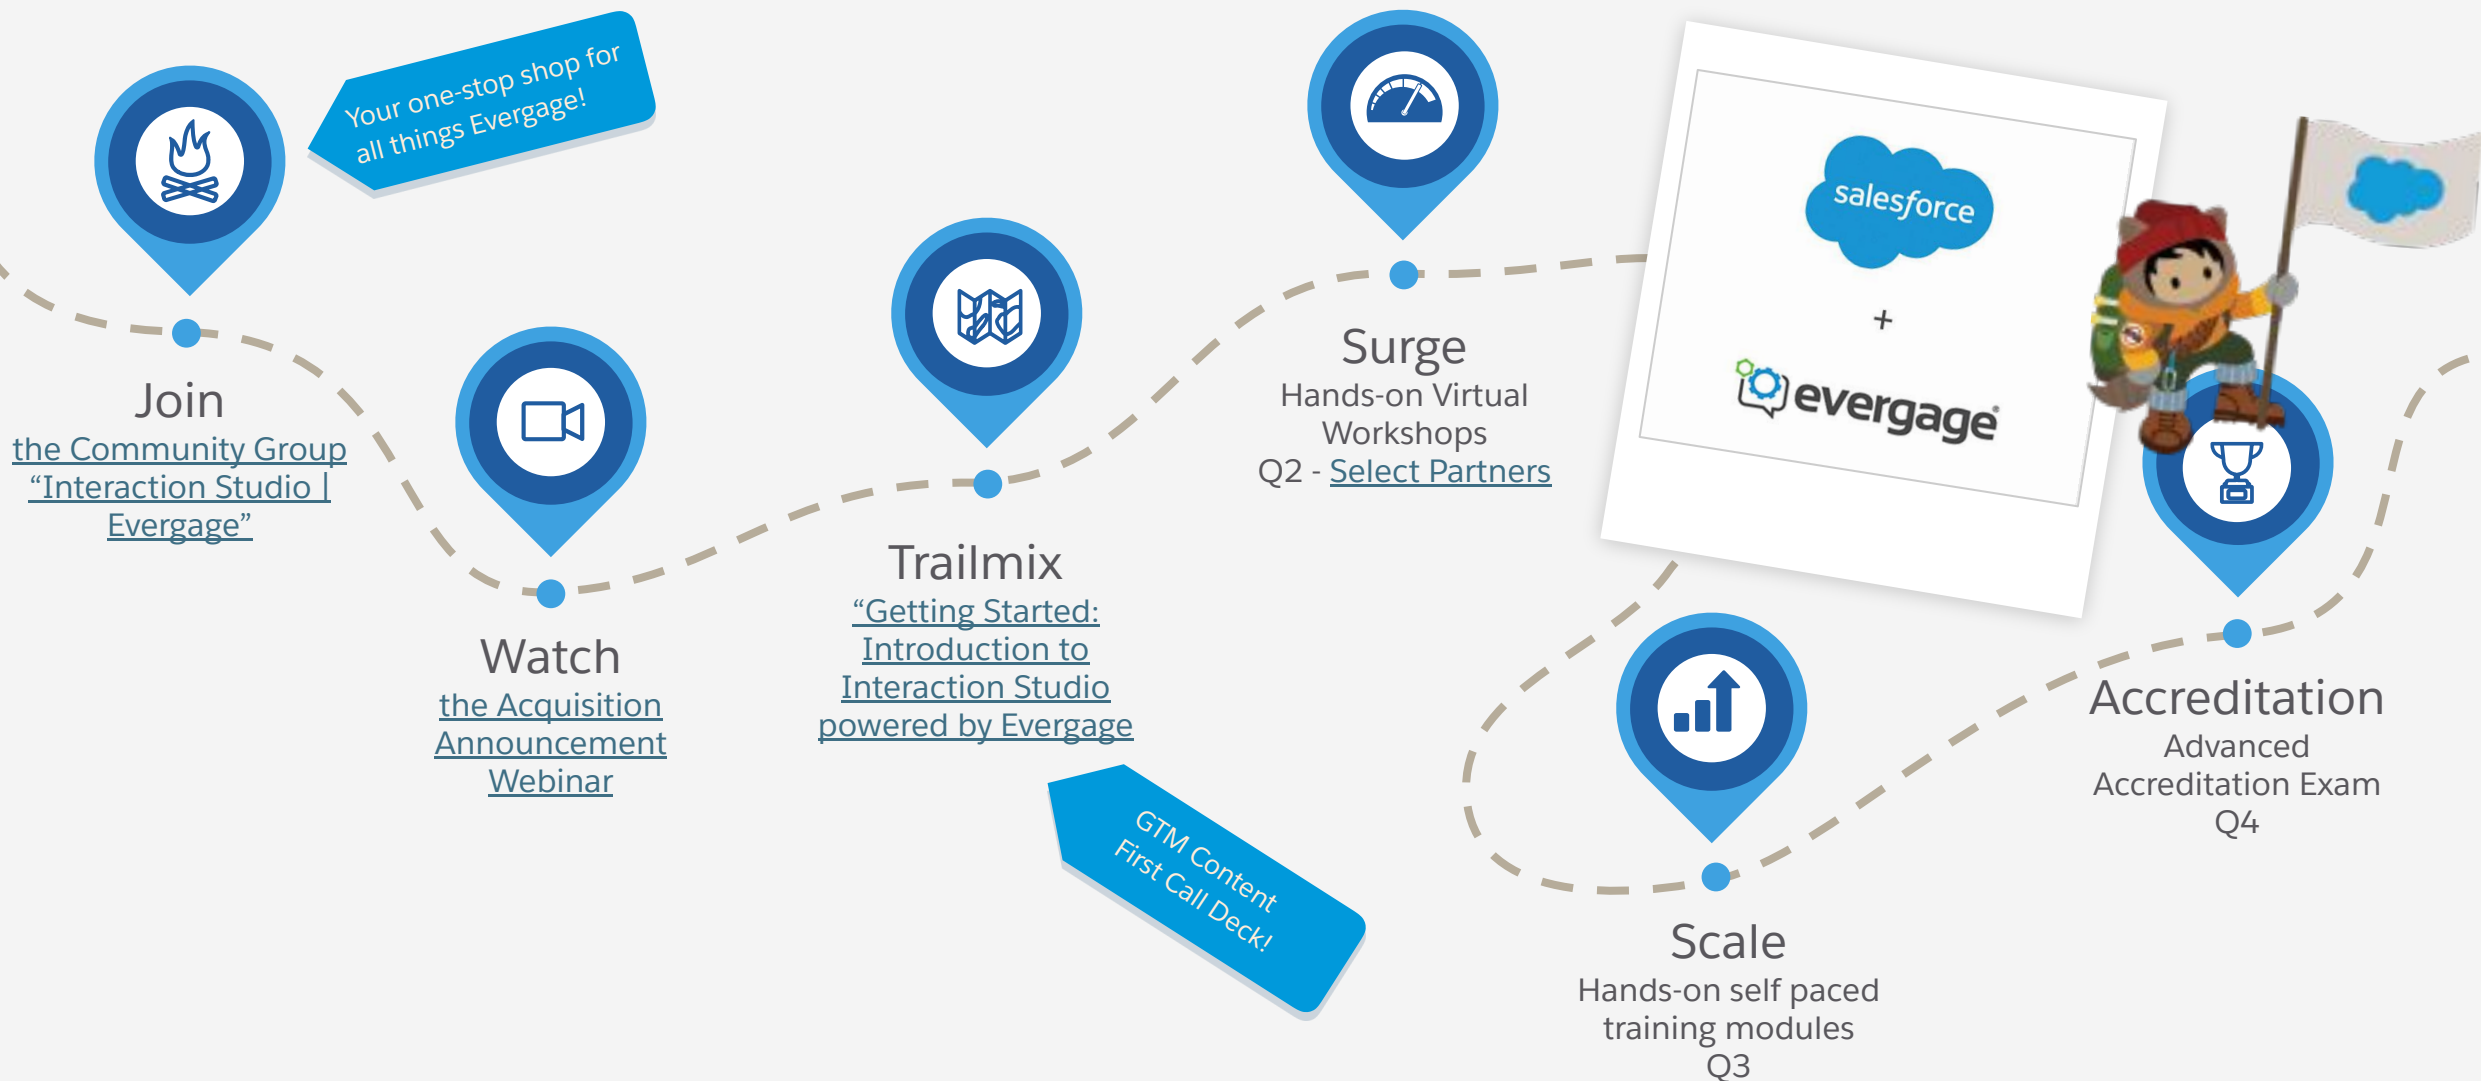 Your one-stop shop for
all things Evergage!
Join
the Community Group
“Interaction Studio |
Evergage”
Watch
the Acquisition
Announcement
Webinar
Trailmix
“Getting Started:
Introduction to
Interaction Studio
powered by Evergage
GTM Content
First Call Deck!
Surge
Hands-on Virtual
Workshops
Q2 - Select Partners
salesforce
+
evergage®
Scale
Hands-on self paced
training modules
Q3
Accreditation
Advanced
Accreditation Exam
Q4